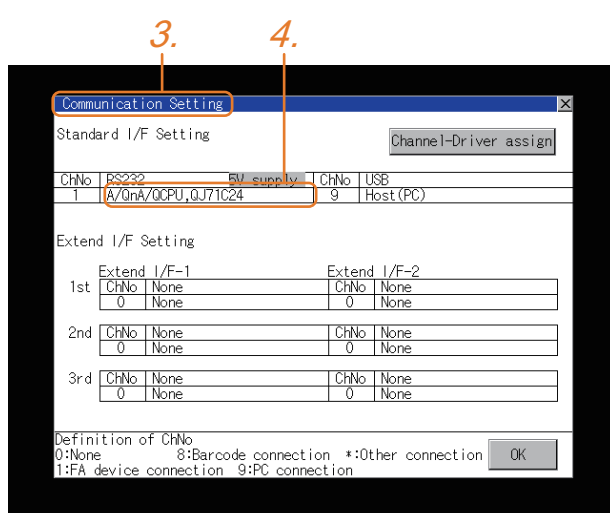 3. 4.
Communication Setting
Standard I/F Setting
Channel-Driver assign
ChNo RS232 5V supply ChNo USB
1 A/QnA/QCPU,QJ71C24 9 Host(PC)
Extend I/F Setting
Extend I/F-1 Extend I/F-2
1st ChNo None ChNo None
0 None 0 None
2nd ChNo None ChNo None
0 None 0 None
3rd ChNo None ChNo None
0 None 0 None
Definition of ChNo
0:None 8:Barcode connection *:Other connection OK
1:FA device connection 9:PC connection